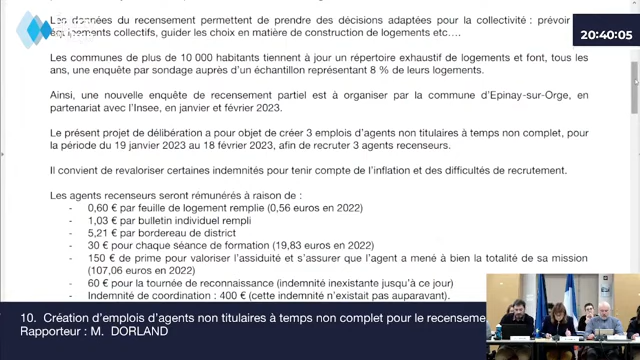 Les données du recensement permettent de prendre des décisions adaptées pour la collectivité : prévoir
équipements collectifs, guider les choix en matière de construction de logements etc….
Les communes de plus de 10 000 habitants tiennent à jour un répertoire exhaustif de logements et font, tous les
ans, une enquête par sondage auprès d'un échantillon représentant 8 % de leurs logements.
Ainsi, une nouvelle enquête de recensement partiel est à organiser par la commune d'Epinay-sur-Orge, en
partenariat avec l'Insee, en janvier et février 2023.
Le présent projet de délibération a pour objet de créer 3 emplois d'agents non titulaires à temps non complet, pour
la période du 19 janvier 2023 au 18 février 2023, afin de recruter 3 agents recenseurs.
Il convient de revaloriser certaines indemnités pour tenir compte de l'inflation et des difficultés de recrutement.
Les agents recenseurs seront rémunérés à raison de :
- 0,60 € par feuille de logement remplie (0,56 euros en 2022)
- 1,03 € par bulletin individuel rempli
- 5,21 € par bordereau de district
- 30 € pour chaque séance de formation (19,83 euros en 2022)
- 150 € de prime pour valoriser l'assiduité et s'assurer que l'agent a mené à bien la totalité de sa mission
(107,06 euros en 2022)
- 60 € pour la tournée de reconnaissance (indemnité inexistante jusqu'à ce jour)
- Indemnité de coordination : 400 € (cette indemnité n'existait pas auparavant).
20:40:05
10. Création d'emplois d'agents non titulaires à temps non complet pour le recensem
Rapporteur : M. DORLAND